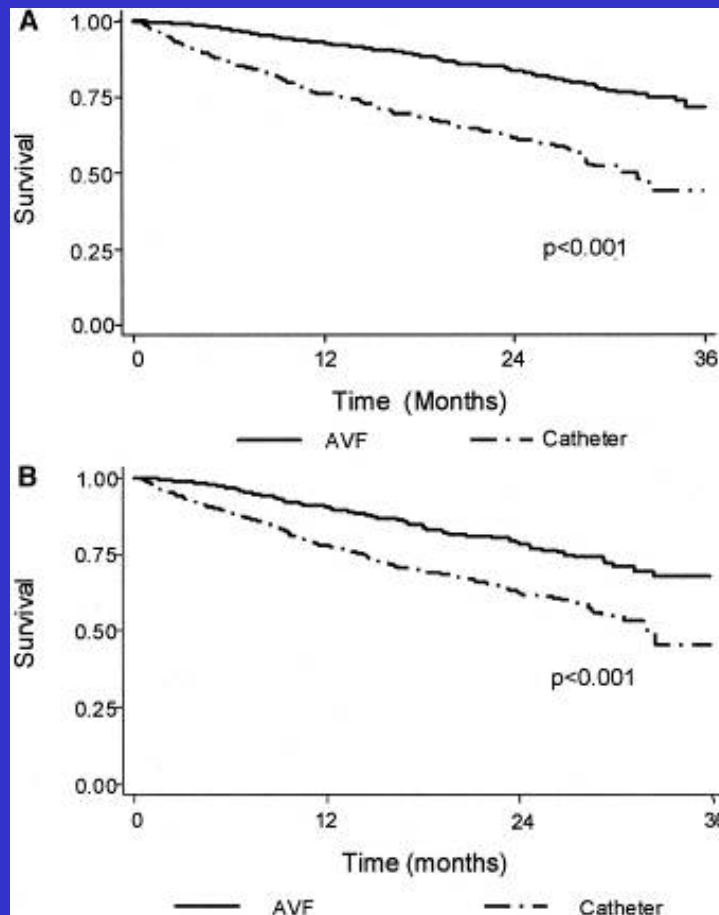 A
1.00
0.75
0.50
0.25
0.00
Survival
p<0.001
0 12 24 36
Time (Months)
AVF Catheter
B
1.00
0.75
0.50
0.25
0.00
Survival
p<0.001
0 12 24 36
Time (months)
AVF Catheter